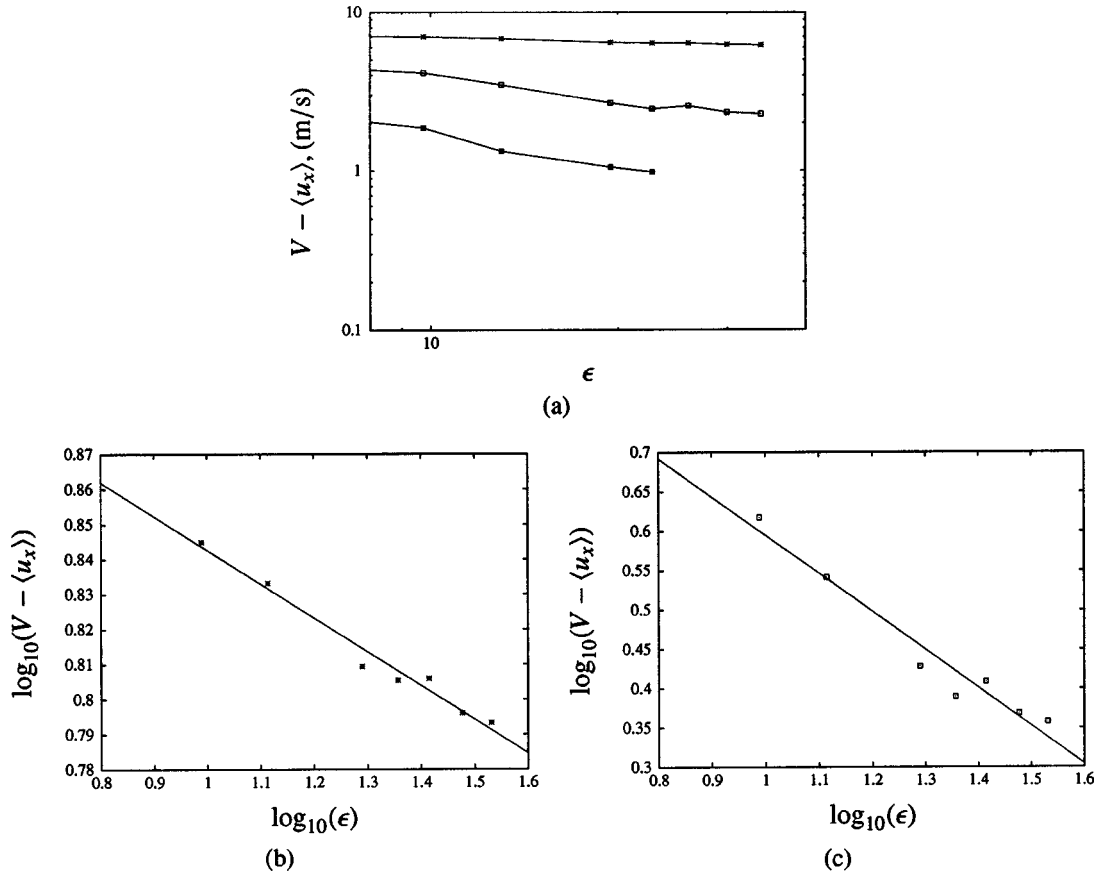 10
1
0.1
V − ⟨uₓ⟩, (m/s)
10
ϵ
(a)
0.87
0.86
0.85
0.84
0.83
0.82
0.81
0.8
0.79
0.78
log₁₀(V − ⟨uₓ⟩)
0.8 0.9 1 1.1 1.2 1.3 1.4 1.5 1.6
log₁₀(ϵ)
(b)
0.7
0.65
0.6
0.55
0.5
0.45
0.4
0.35
0.3
log₁₀(V − ⟨uₓ⟩)
0.8 0.9 1 1.1 1.2 1.3 1.4 1.5 1.6
log₁₀(ϵ)
(c)